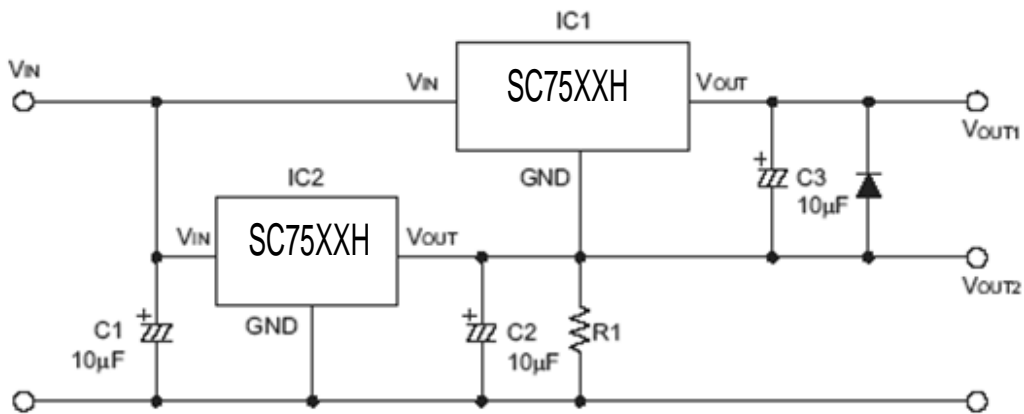 IC1
VIN
VIN
SC75XXH
VOUT
VOUT1
GND
C3
10μF
+
IC2
VIN
SC75XXH
VOUT
VOUT2
GND
C1
10μF
+
C2
10μF
+
R1